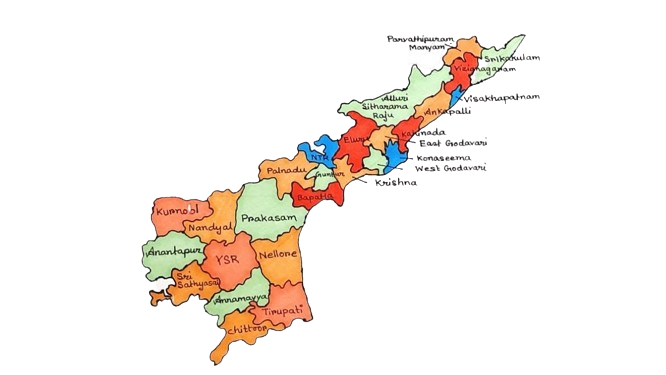 Parvathipuram
Manyam
Srikakulam
Vizianagaram
Visakhapatnam
Alluri
Sitharama
Raju
Ankapalli
Kakinada
Eluru
East Godavari
NTR
Konaseema
West Godavari
Palnadu
Guntur
Krishna
Bapatla
Kurnool
Prakasam
Nandyal
Anantapur
YSR
Nellore
Sri
Sathyasai
Annamayya
Tirupati
chittoor